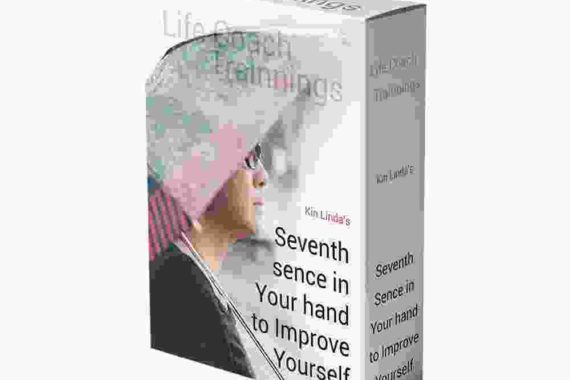 Trainnings
Life Coach
Trainnings
Kin Linda's
Seventh
sence in
Your hand
to Improve
Yourself
Life Coach
Trainnings
Kin Linda's
Seventh
Sence in
Your hand
to Improve
Yourself